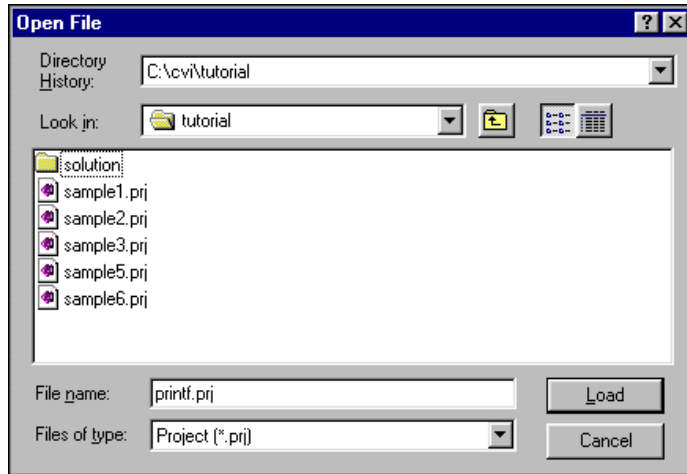 Open File
Directory
History:
C:\cvi\tutorial
Look in:
tutorial
solution
sample1.prj
sample2.prj
sample3.prj
sample5.prj
sample6.prj
File name:
printf.prj
Load
Files of type:
Project (*.prj)
Cancel